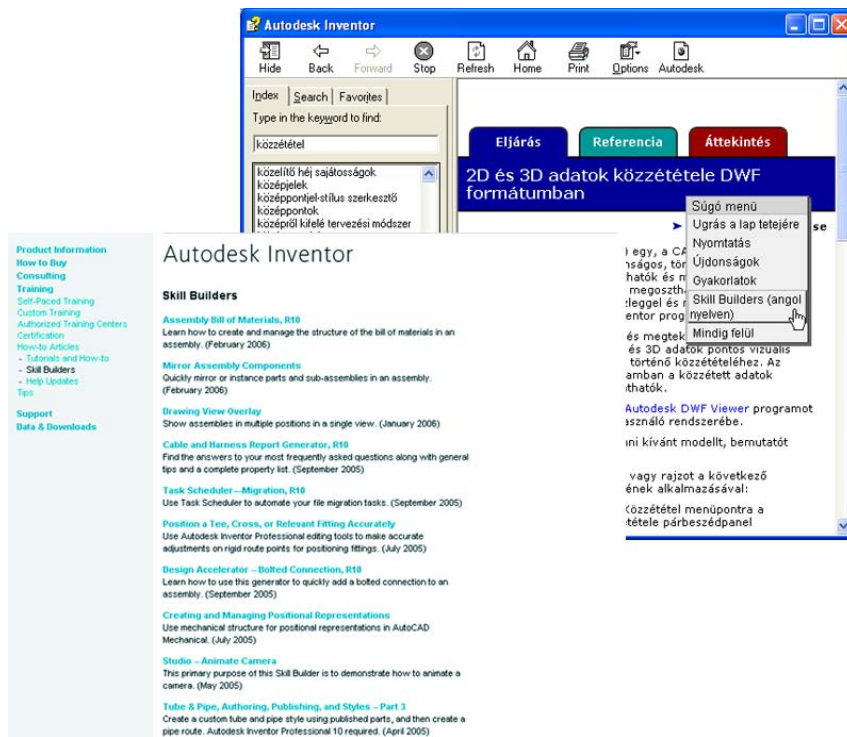 Autodesk Inventor
Hide Back Forward Stop Refresh Home Print Options Autodesk
Index Search Favorites
Type in the keyword to find:
közzététel
közelítő héj sajátosságok
középjelek
középpontjel-stílus szerkesztő
középpontok
középről kifelé tervezési módszer
Eljárás Referencia Áttekintés
2D és 3D adatok közzététele DWF
formátumban
Súgó menü
Ugrás a lap tetejére
Nyomtatás
Újdonságok
Gyakorlatok
Skill Builders (angol
nyelven)
Mindig felül
se
) egy, a CA
hatók és m
megoszth
leggel és
entor prog
és megtek
és 3D adatok pontos vizuális
történő közzétételéhez. Az
amban a közzétett adatok
thatók.
Autodesk DWF Viewer programot
asználó rendszerébe.
ni kívánt modellt, bemutatót
vagy rajzot a következő
ének alkalmazásával:
Közzététel menüpontra a
tétele párbeszédpanel
Product Information
How to Buy
Consulting
Training
Self-Paced Training
Custom Training
Authorized Training Centers
Certification
How-to Articles
- Tutorials and How-to
- Skill Builders
- Help Updates
Tips
Support
Data & Downloads
Autodesk Inventor
Skill Builders
Assembly Bill of Materials, R10
Learn how to create and manage the structure of the bill of materials in an
assembly. (February 2006)
Mirror Assembly Components
Quickly mirror or instance parts and sub-assemblies in an assembly.
(February 2006)
Drawing View Overlay
Show assemblies in multiple positions in a single view. (January 2006)
Cable and Harness Report Generator, R10
Find the answers to your most frequently asked questions along with general
tips and a complete property list. (September 2005)
Task Scheduler—Migration, R10
Use Task Scheduler to automate your file migration tasks. (September 2005)
Position a Tee, Cross, or Relevant Fitting Accurately
Use Autodesk Inventor Professional editing tools to make accurate
adjustments on rigid route points for positioning fittings. (July 2005)
Design Accelerator – Bolted Connection, R10
Learn how to use this generator to quickly add a bolted connection to an
assembly. (September 2005)
Creating and Managing Positional Representations
Use mechanical structure for positional representations in AutoCAD
Mechanical. (July 2005)
Studio – Animate Camera
This primary purpose of this Skill Builder is to demonstrate how to animate a
camera. (May 2005)
Tube & Pipe, Authoring, Publishing, and Styles – Part 3
Create a custom tube and pipe style using published parts, and then create a
pipe route. Autodesk Inventor Professional 10 required. (April 2005)